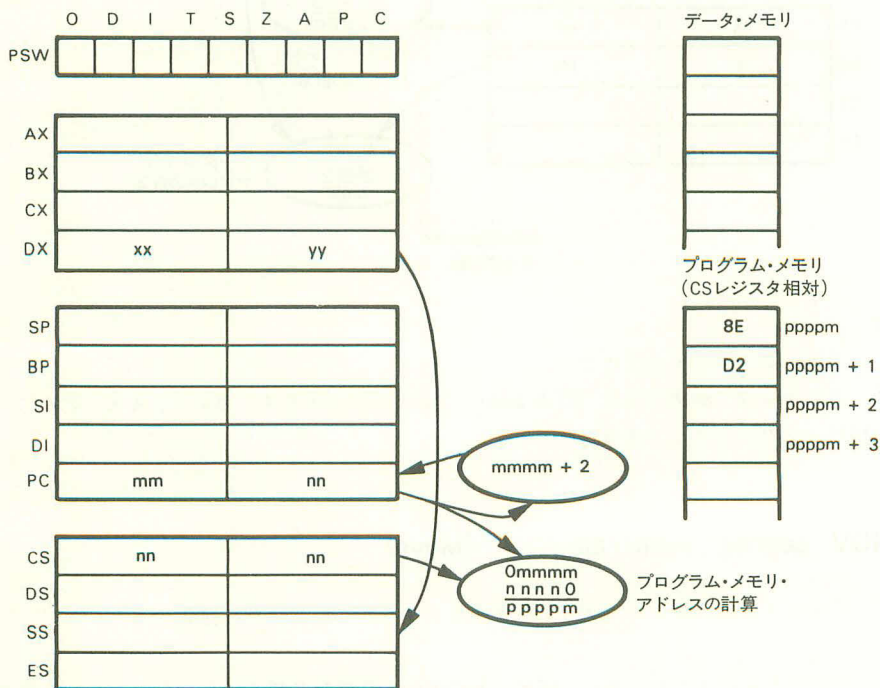 O D I T S Z A P C
PSW
AX
BX
CX
DX xx yy
SP
BP
SI
DI
PC mm nn
CS nn nn
DS
SS
ES
mmmm + 2
0mmmm
nnnn0
ppppm
プログラム・メモリ・
アドレスの計算
データ・メモリ
プログラム・メモリ
(CSレジスタ相対)
8E ppppm
D2 ppppm + 1
ppppm + 2
ppppm + 3